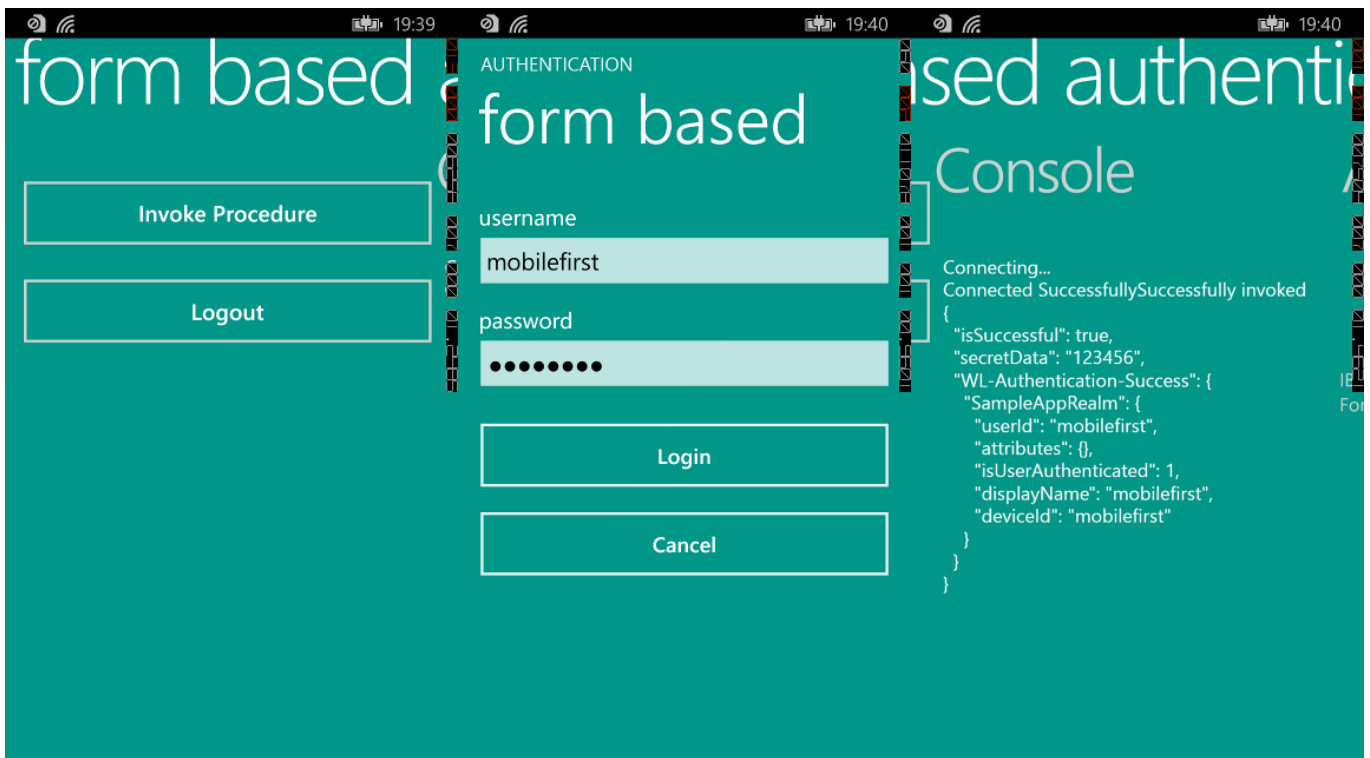 19:39
form based
Invoke Procedure
Logout
19:40
AUTHENTICATION
form based
username
mobilefirst
password
●●●●●●●●
Login
Cancel
19:40
sed authenti
Console
Connecting...
Connected SuccessfullySuccessfully invoked
{
"isSuccessful": true,
"secretData": "123456",
"WL-Authentication-Success": {
"SampleAppRealm": {
"userId": "mobilefirst",
"attributes": {},
"isUserAuthenticated": 1,
"displayName": "mobilefirst",
"deviceId": "mobilefirst"
}
}
}
For